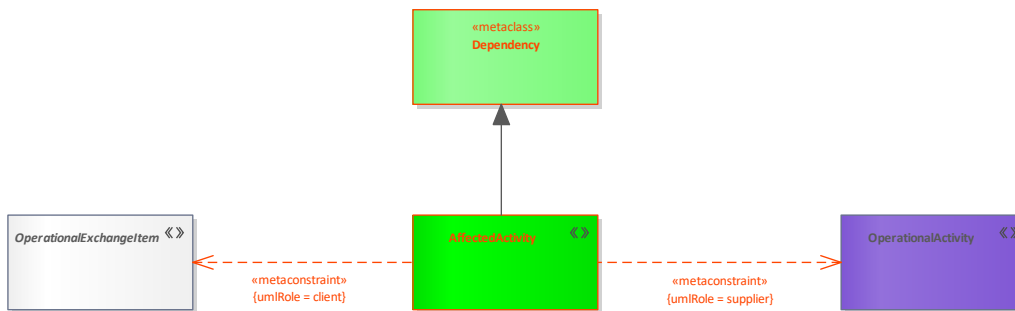 «metaclass»
Dependency
OperationalExchangeItem
«»
AffectedActivity
«»
OperationalActivity
«»
«metaconstraint»
{umlRole = client}
«metaconstraint»
{umlRole = supplier}